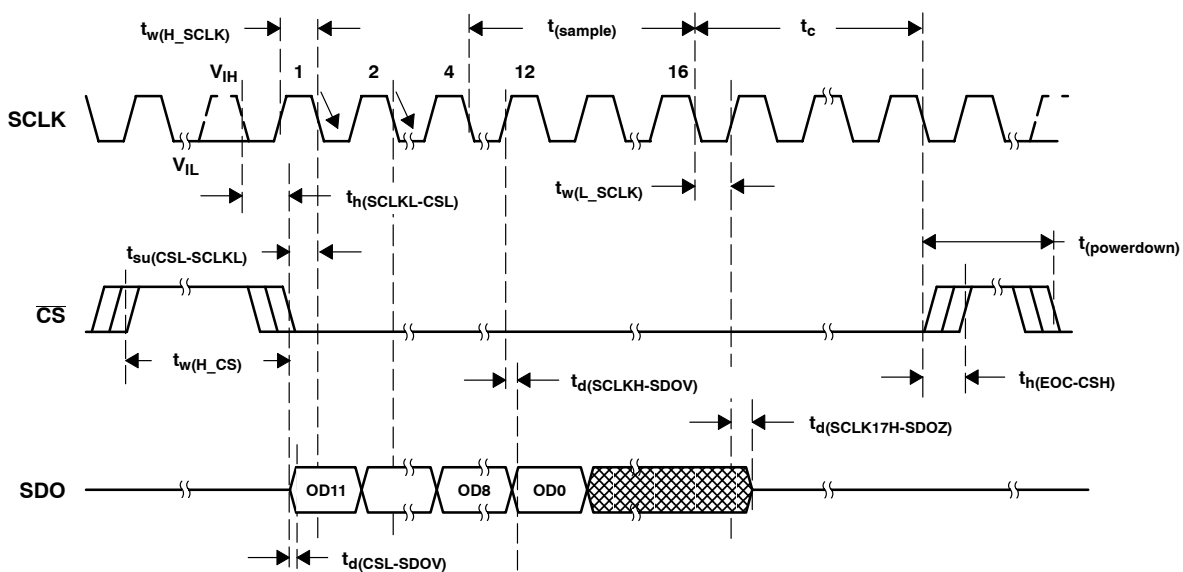 tw(H_SCLK)
t(sample)
tc
VIH
1
2
4
12
16
SCLK
VIL
th(SCLKL-CSL)
tw(L_SCLK)
tsu(CSL-SCLKL)
t(powerdown)
CS
tw(H_CS)
td(SCLKH-SDOV)
th(EOC-CSH)
td(SCLK17H-SDOZ)
SDO
OD11
OD8
OD0
td(CSL-SDOV)